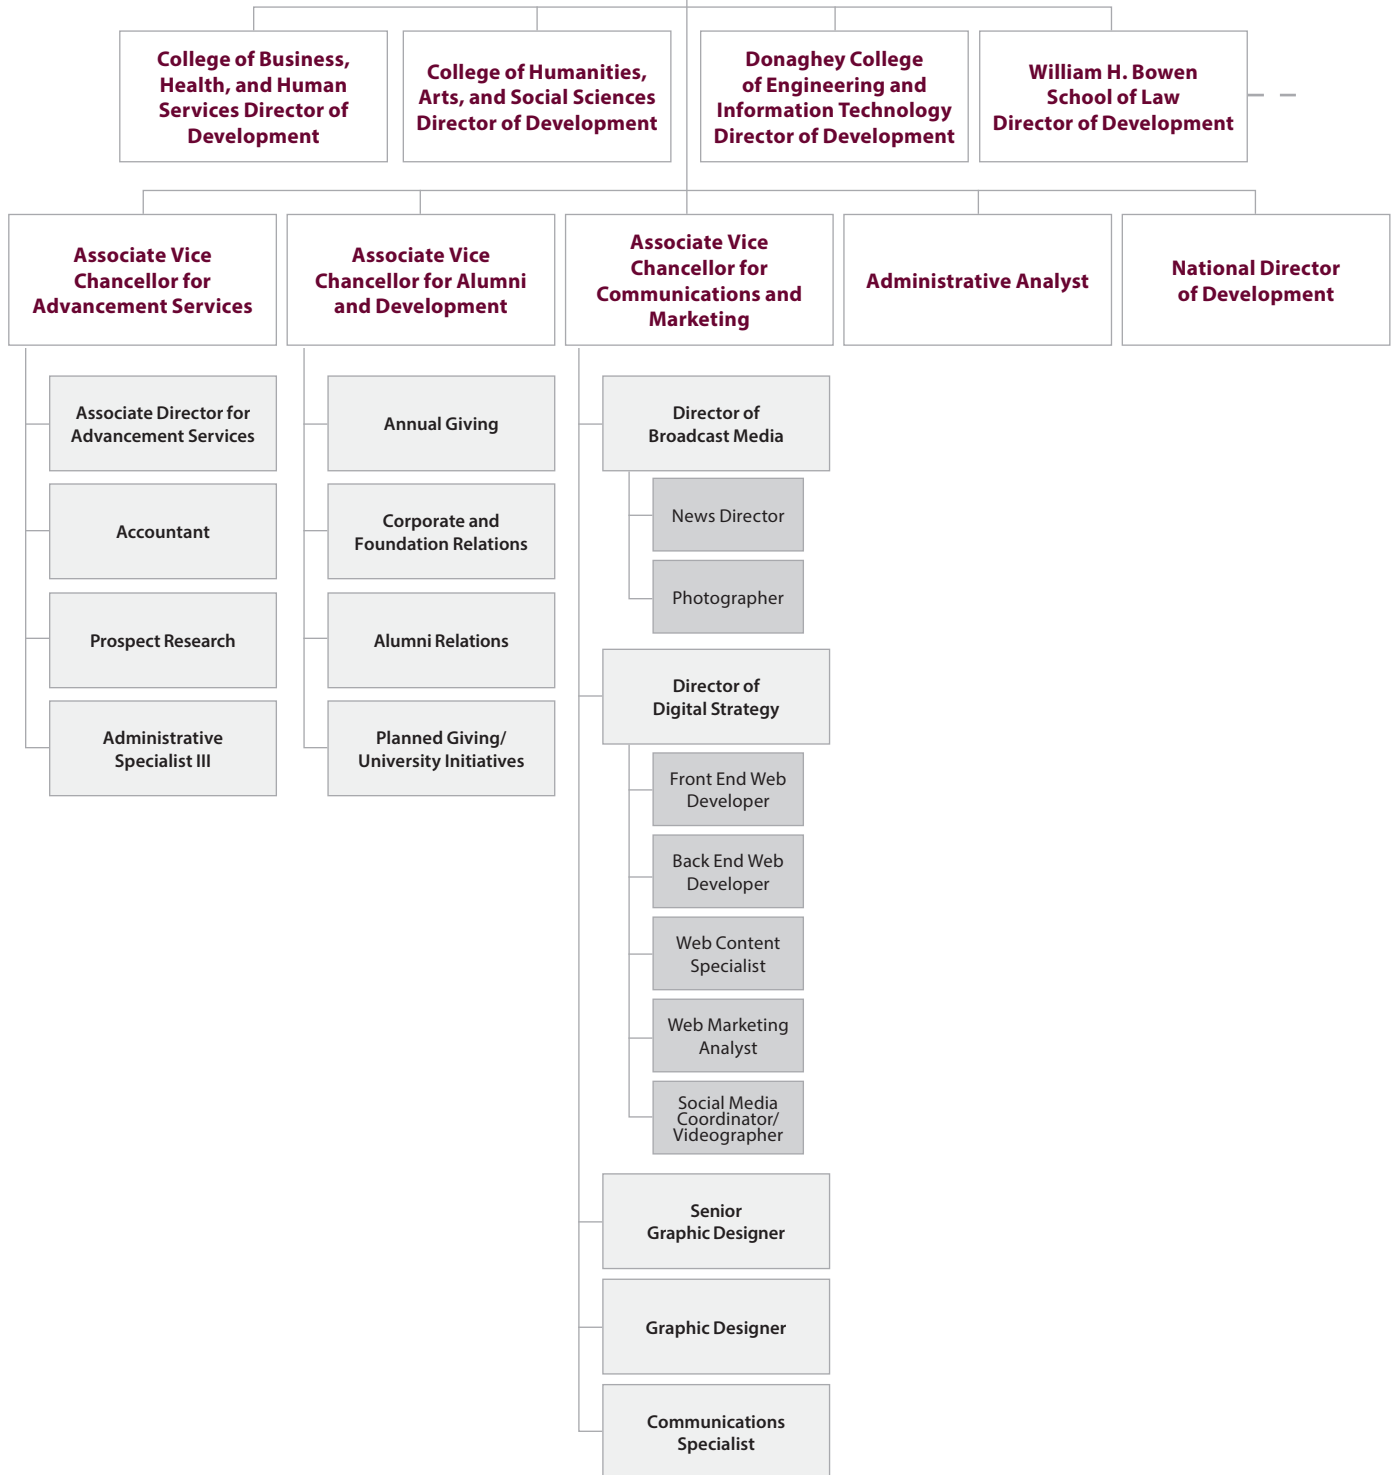 College of Business,
Health, and Human
Services Director of
Development
College of Humanities,
Arts, and Social Sciences
Director of Development
Donaghey College
of Engineering and
Information Technology
Director of Development
William H. Bowen
School of Law
Director of Development
Associate Vice
Chancellor for
Advancement Services
Associate Vice
Chancellor for Alumni
and Development
Associate Vice
Chancellor for
Communications and
Marketing
Administrative Analyst
National Director
of Development
Associate Director for
Advancement Services
Accountant
Prospect Research
Administrative
Specialist III
Annual Giving
Corporate and
Foundation Relations
Alumni Relations
Planned Giving/
University Initiatives
Director of
Broadcast Media
News Director
Photographer
Director of
Digital Strategy
Front End Web
Developer
Back End Web
Developer
Web Content
Specialist
Web Marketing
Analyst
Social Media
Coordinator/
Videographer
Senior
Graphic Designer
Graphic Designer
Communications
Specialist